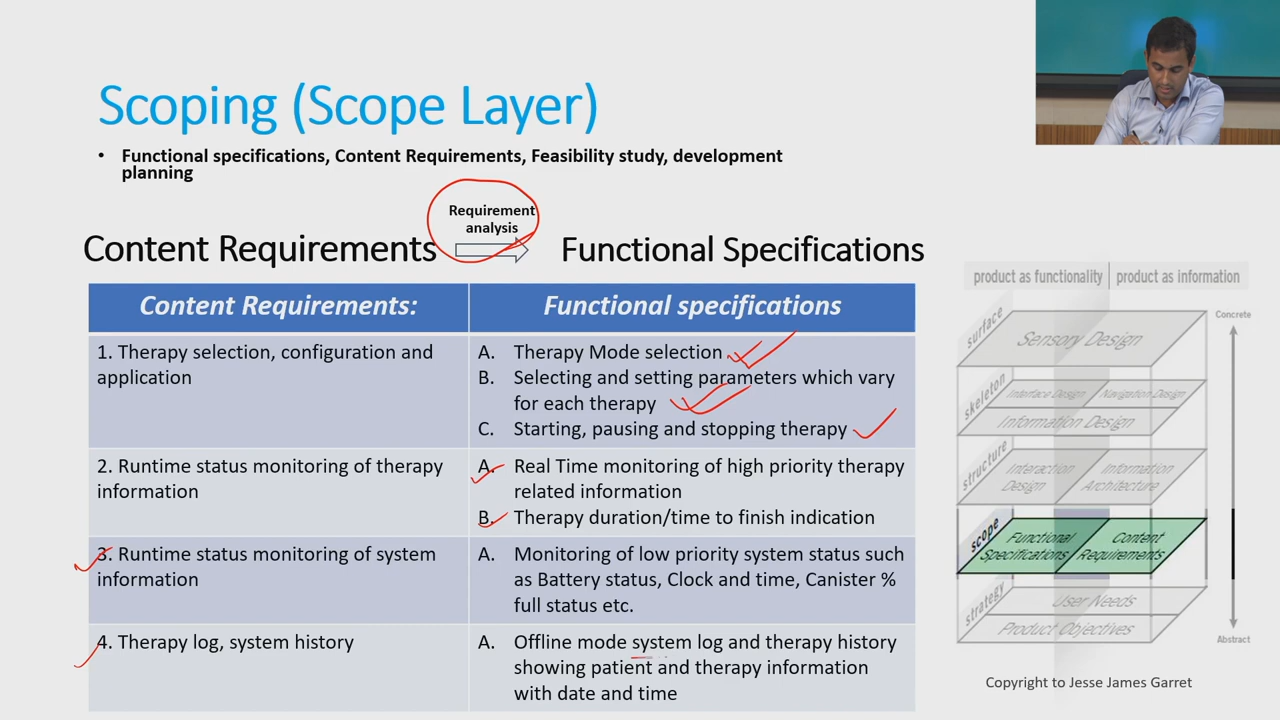 Scoping (Scope Layer)
• Functional specifications, Content Requirements, Feasibility study, development
planning
Requirement
analysis
Content Requirements
Functional Specifications
Content Requirements:
Functional specifications
1. Therapy selection, configuration and
application
A. Therapy Mode selection
B. Selecting and setting parameters which vary
for each therapy
C. Starting, pausing and stopping therapy
2. Runtime status monitoring of therapy
information
A. Real Time monitoring of high priority therapy
related information
B. Therapy duration/time to finish indication
3. Runtime status monitoring of system
information
A. Monitoring of low priority system status such
as Battery status, Clock and time, Canister %
full status etc.
4. Therapy log, system history
A. Offline mode system log and therapy history
showing patient and therapy information
with date and time
product as functionality
product as information
Concrete
surface
Sensory Design
skeleton
Interface Design
Navigation Design
Information Design
structure
Interaction
Design
Information
Architecture
scope
Functional
Specifications
Content
Requirements
strategy
User Needs
Product Objectives
Abstract
Copyright to Jesse James Garret